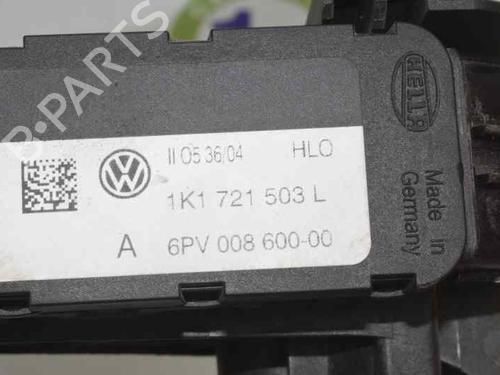 B-PARTS
II 05 36/04 HLO
1K1 721 503 L
A 6PV 008 600-00
HELLA
Made in
Germany